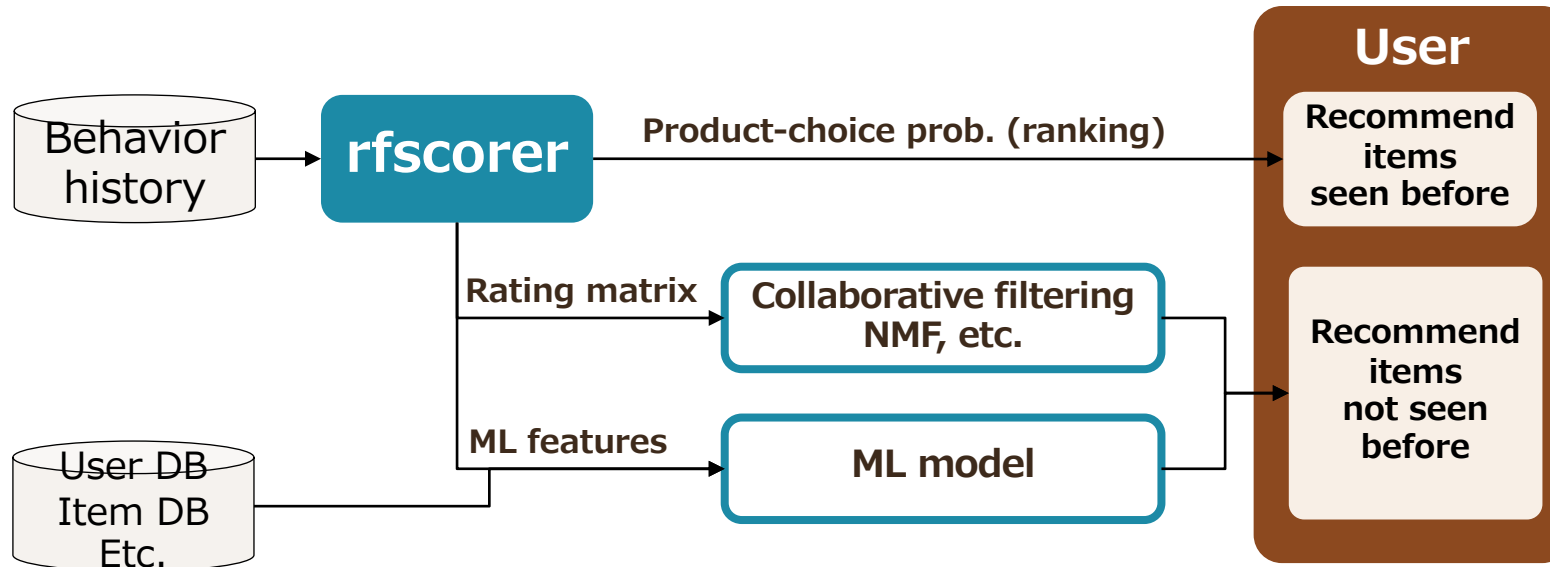 User
Behavior
history
rfscorer
Product-choice prob. (ranking)
Recommend
items
seen before
Rating matrix
Collaborative filtering
NMF, etc.
Recommend
items
not seen
before
User DB
Item DB
Etc.
ML features
ML model